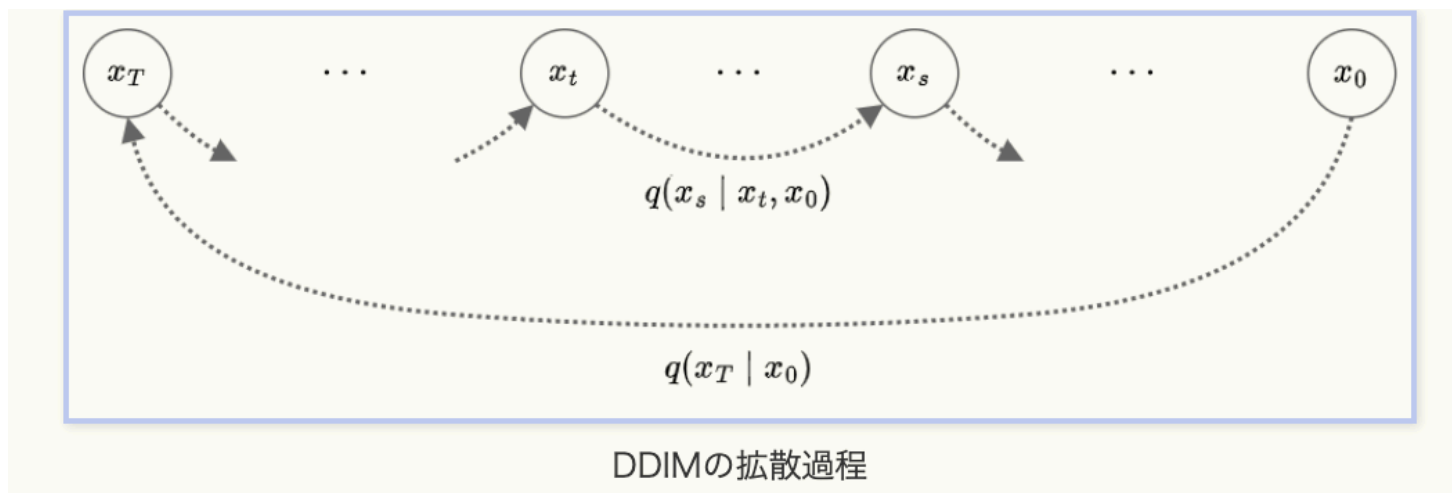 x_T ⋯ x_t ⋯ x_s ⋯ x_0
q(x_s | x_t, x_0)
q(x_T | x_0)
DDIMの拡散過程